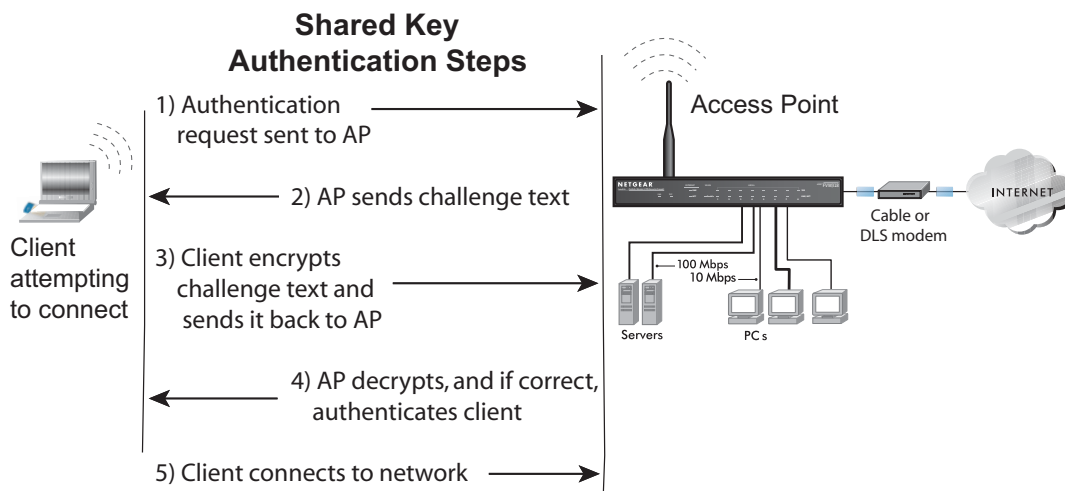 Shared Key
Authentication Steps
1) Authentication
request sent to AP
Access Point
2) AP sends challenge text
NETGEAR
INTERNET
Cable or
DLS modem
Client
attempting
to connect
3) Client encrypts
challenge text and
sends it back to AP
100 Mbps
10 Mbps
Servers
PCs
4) AP decrypts, and if correct,
authenticates client
5) Client connects to network